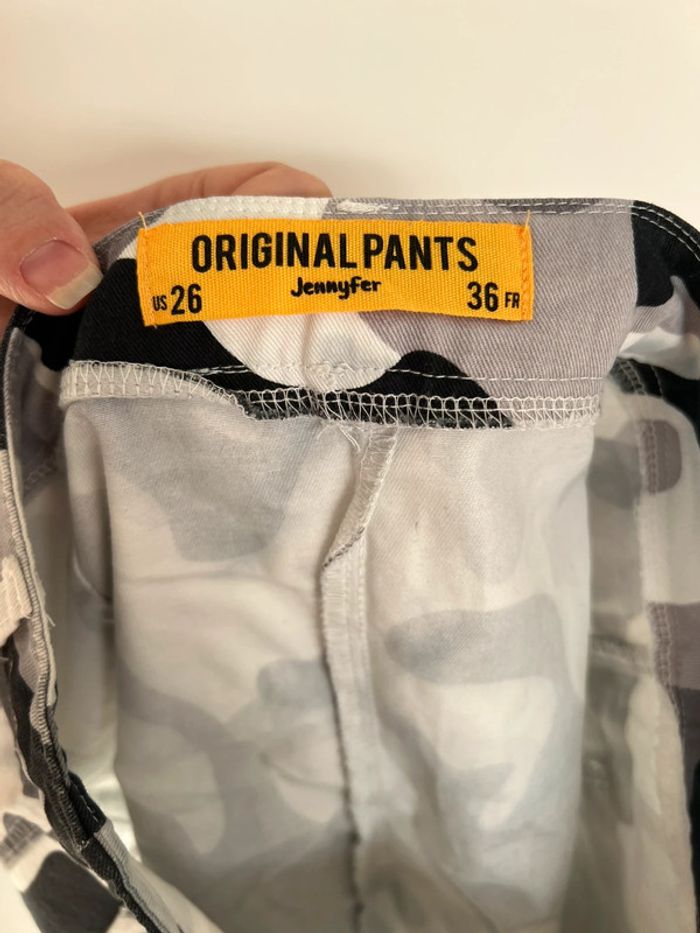 ORIGINAL PANTS
Jennyfer
US 26 36 FR